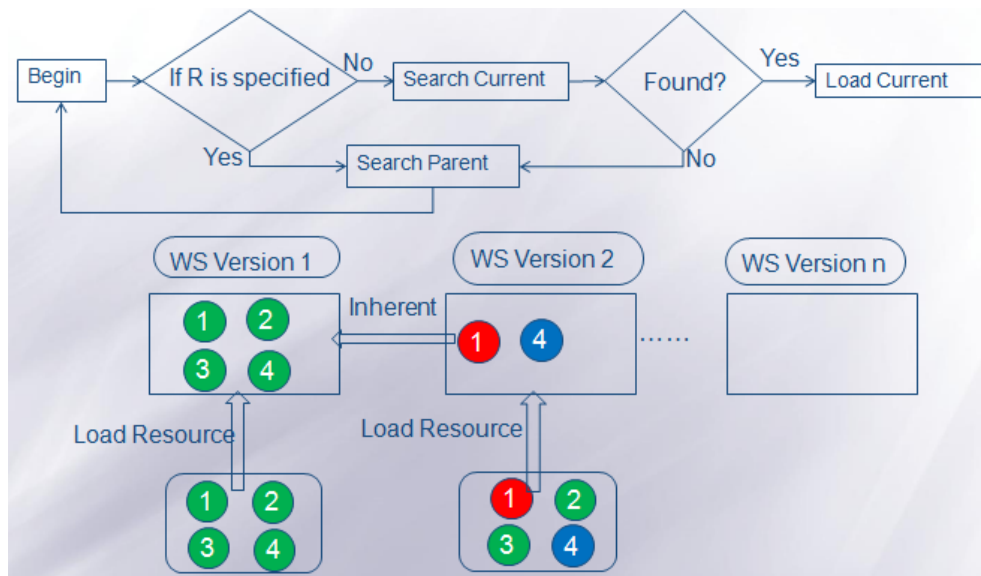 Begin
If R is specified
No
Search Current
Found?
Yes
Load Current
Yes
Search Parent
No
WS Version 1
WS Version 2
WS Version n
1
2
3
4
Inherent
1
4
……
Load Resource
Load Resource
1
2
3
4
1
2
3
4